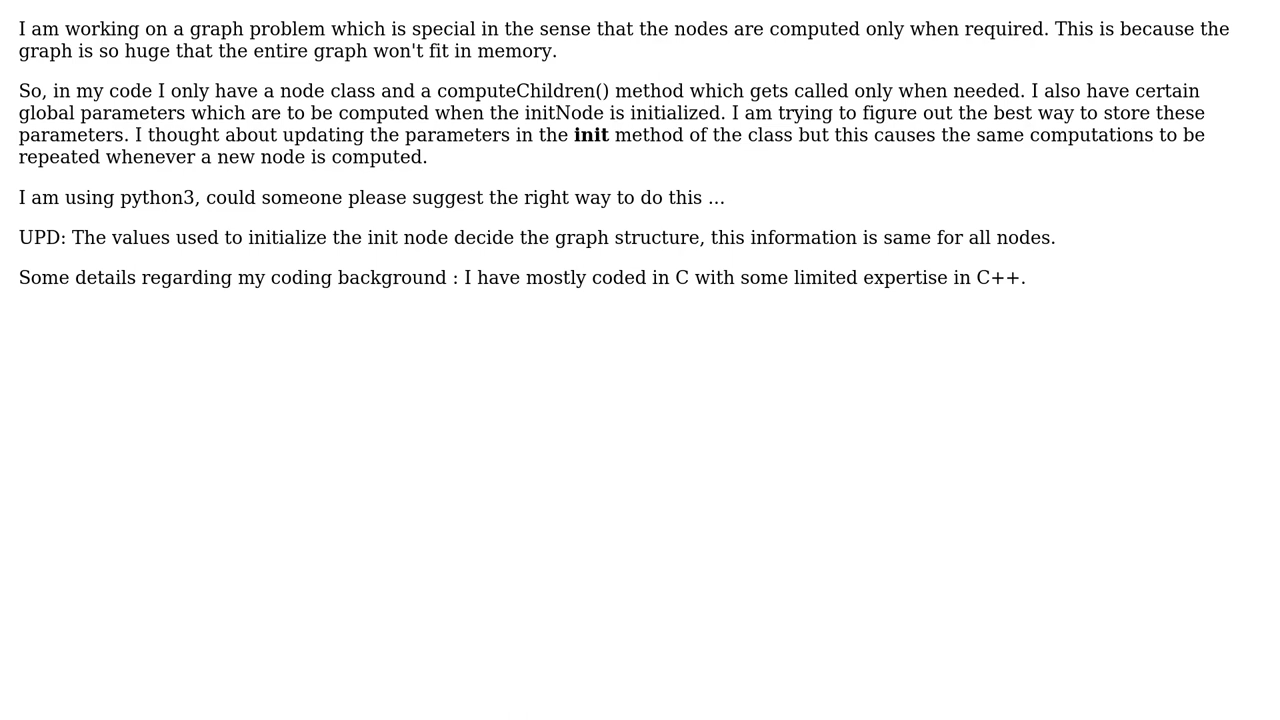 I am working on a graph problem which is special in the sense that the nodes are computed only when required. This is because the
graph is so huge that the entire graph won't fit in memory.
So, in my code I only have a node class and a computeChildren() method which gets called only when needed. I also have certain
global parameters which are to be computed when the initNode is initialized. I am trying to figure out the best way to store these
parameters. I thought about updating the parameters in the init method of the class but this causes the same computations to be
repeated whenever a new node is computed.
I am using python3, could someone please suggest the right way to do this ...
UPD: The values used to initialize the init node decide the graph structure, this information is same for all nodes.
Some details regarding my coding background : I have mostly coded in C with some limited expertise in C++.